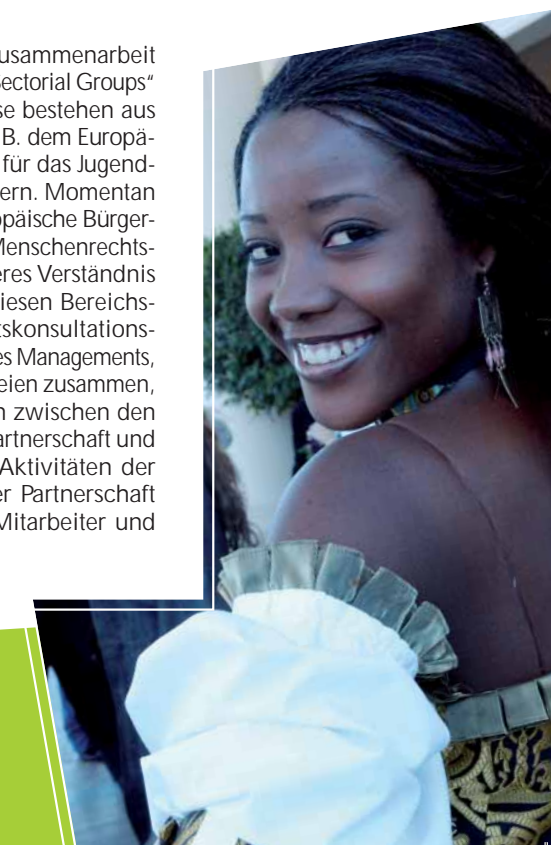 usammenarbeit
ectorial Groups“
se bestehen aus
B. dem Europä-
für das Jugend-
ern. Momentan
opäische Bürger-
Menschenrechts-
eres Verständnis
iesen Bereichs-
tskonsultations-
es Managements,
eien zusammen,
n zwischen den
artnerschaft und
Aktivitäten der
er Partnerschaft
Mitarbeiter und